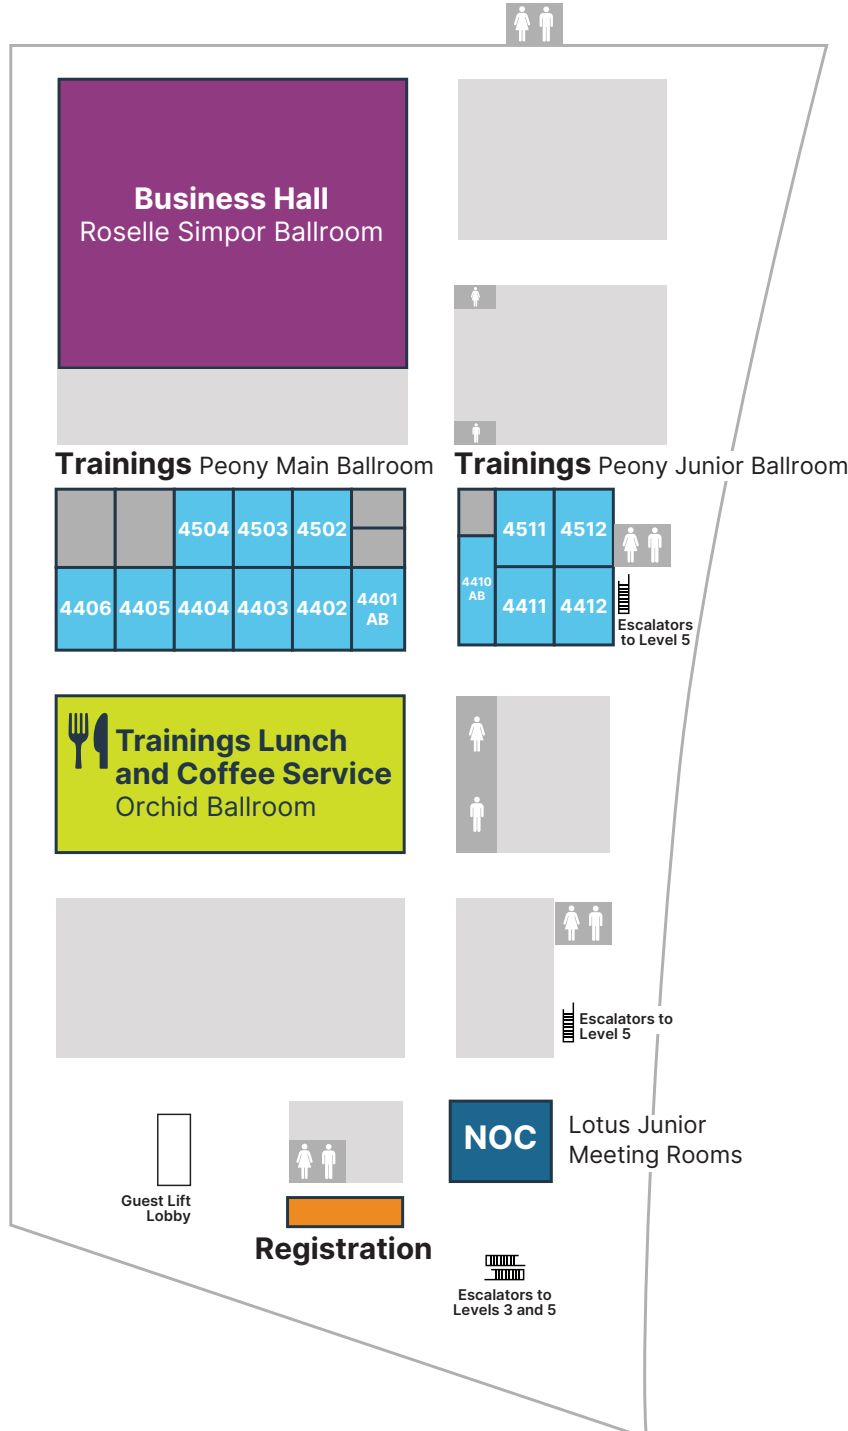 Business Hall
Roselle Simpor Ballroom
Trainings Peony Main Ballroom
Trainings Peony Junior Ballroom
4504 4503 4502
4406 4405 4404 4403 4402 4401
AB
4511 4512
4410
AB
4411 4412
Escalators
to Level 5
Trainings Lunch
and Coffee Service
Orchid Ballroom
Escalators to
Level 5
NOC
Lotus Junior
Meeting Rooms
Guest Lift
Lobby
Registration
Escalators to
Levels 3 and 5